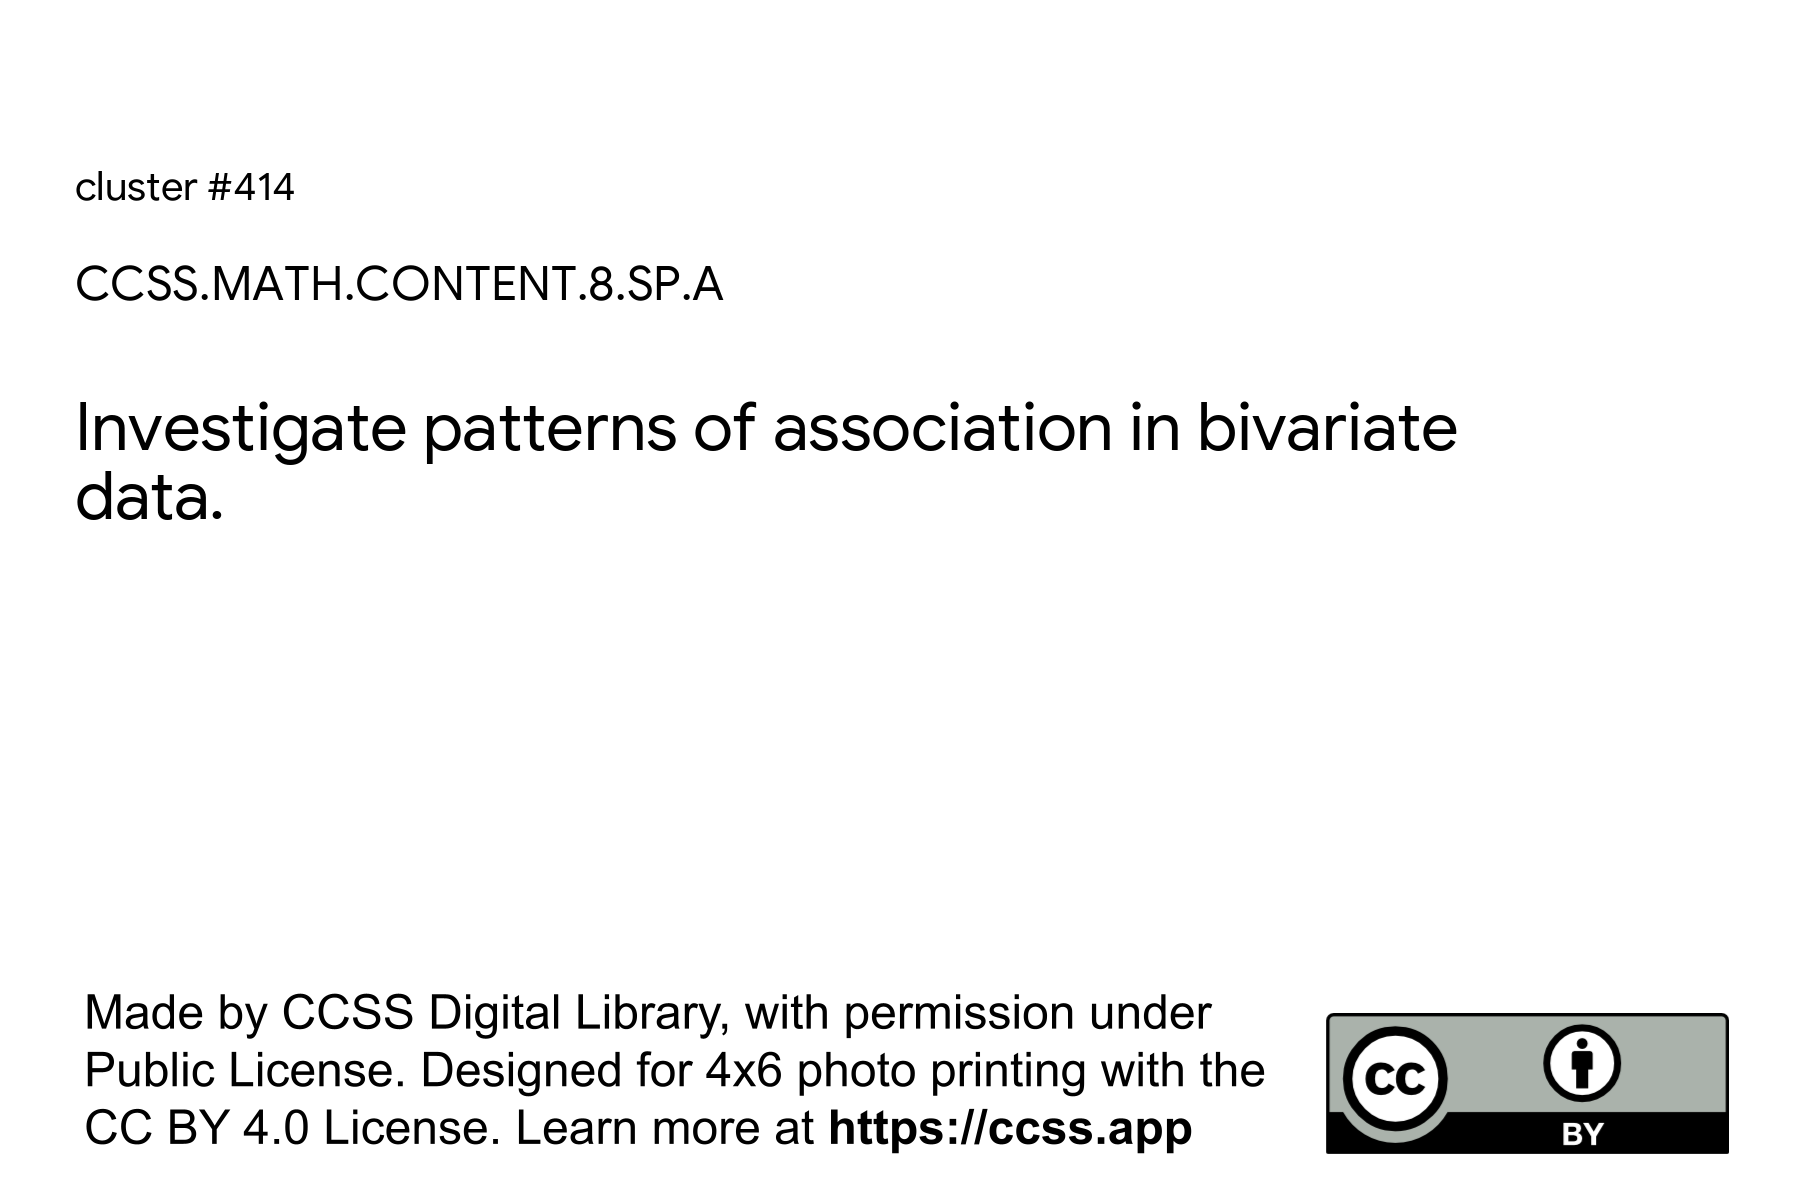 cluster #414
CCSS.MATH.CONTENT.8.SP.A
Investigate patterns of association in bivariate
data.
Made by CCSS Digital Library, with permission under
Public License. Designed for 4x6 photo printing with the
CC BY 4.0 License. Learn more at https://ccss.app
CC
BY